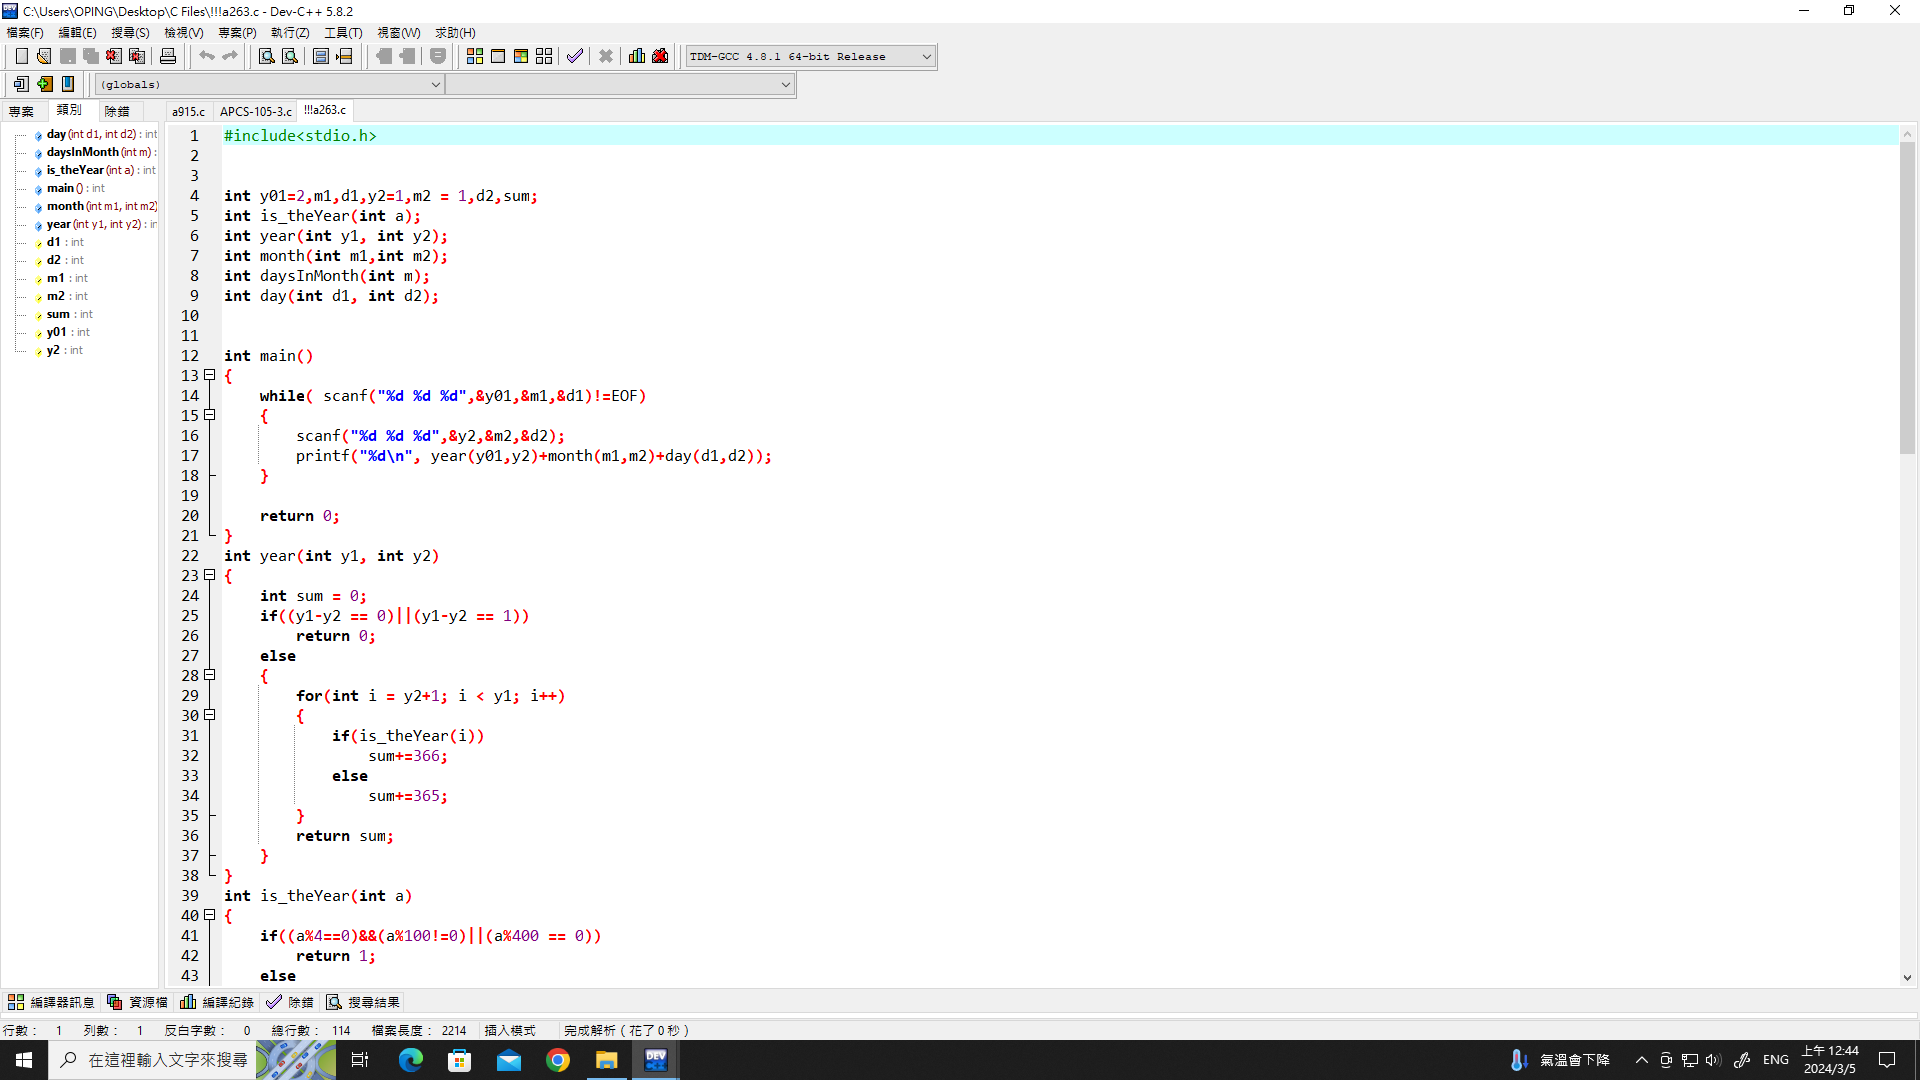 C:\Users\OPING\Desktop\C Files\!!!a263.c - Dev-C++ 5.8.2
檔案(F) 編輯(E) 搜尋(S) 檢視(V) 專案(P) 執行(Z) 工具(T) 視窗(W) 求助(H)
TDM-GCC 4.8.1 64-bit Release
(globals)
專案 類別 除錯
a915.c APCS-105-3.c !!!a263.c
day (int d1, int d2) : int
daysInMonth (int m) :
is_theYear (int a) : int
main () : int
month (int m1, int m2)
year (int y1, int y2) : in
d1 : int
d2 : int
m1 : int
m2 : int
sum : int
y01 : int
y2 : int
1 #include<stdio.h>
2
3
4 int y01=2,m1,d1,y2=1,m2 = 1,d2,sum;
5 int is_theYear(int a);
6 int year(int y1, int y2);
7 int month(int m1,int m2);
8 int daysInMonth(int m);
9 int day(int d1, int d2);
10
11
12 int main()
13 {
14     while( scanf("%d %d %d",&y01,&m1,&d1)!=EOF)
15     {
16         scanf("%d %d %d",&y2,&m2,&d2);
17         printf("%d\n", year(y01,y2)+month(m1,m2)+day(d1,d2));
18     }
19
20     return 0;
21 }
22 int year(int y1, int y2)
23 {
24     int sum = 0;
25     if((y1-y2 == 0)||(y1-y2 == 1))
26         return 0;
27     else
28     {
29         for(int i = y2+1; i < y1; i++)
30         {
31             if(is_theYear(i))
32                 sum+=366;
33             else
34                 sum+=365;
35         }
36         return sum;
37     }
38 }
39 int is_theYear(int a)
40 {
41     if((a%4==0)&&(a%100!=0)||(a%400 == 0))
42         return 1;
43     else
編譯器訊息 資源檔 編譯紀錄 除錯 搜尋結果
行數： 1 列數： 1 反白字數： 0 總行數： 114 檔案長度： 2214 插入模式 完成解析 ( 花了 0 秒 )
在這裡輸入文字來搜尋
DEV
氣溫會下降
ENG
上午 12:44
2024/3/5